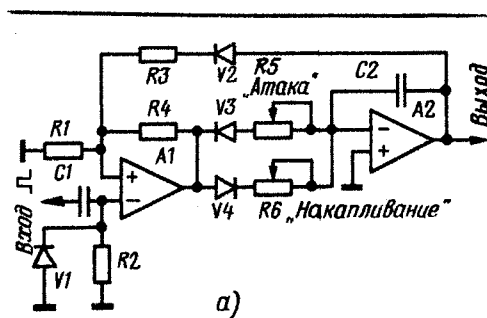 R3
V2
R5
„Атака"
C2
Выход
R4
V3
A2
R1
C1
A1
Вход
V4
R6 „Накапливание"
V1
R2
+
−
−
+
а)